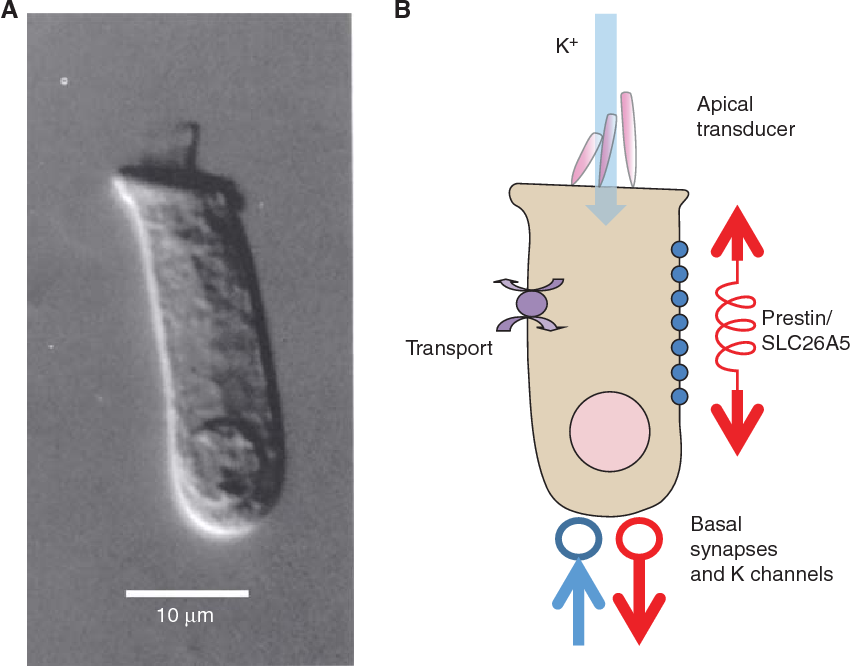 A
B
K+
Apical
transducer
Prestin/
SLC26A5
Transport
Basal
synapses
and K channels
10 μm